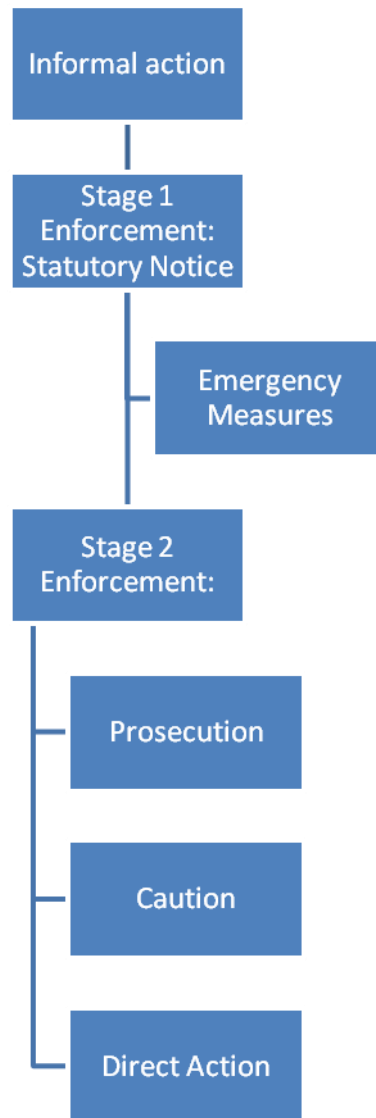 Informal action
Stage 1
Enforcement:
Statutory Notice
Emergency
Measures
Stage 2
Enforcement:
Prosecution
Caution
Direct Action